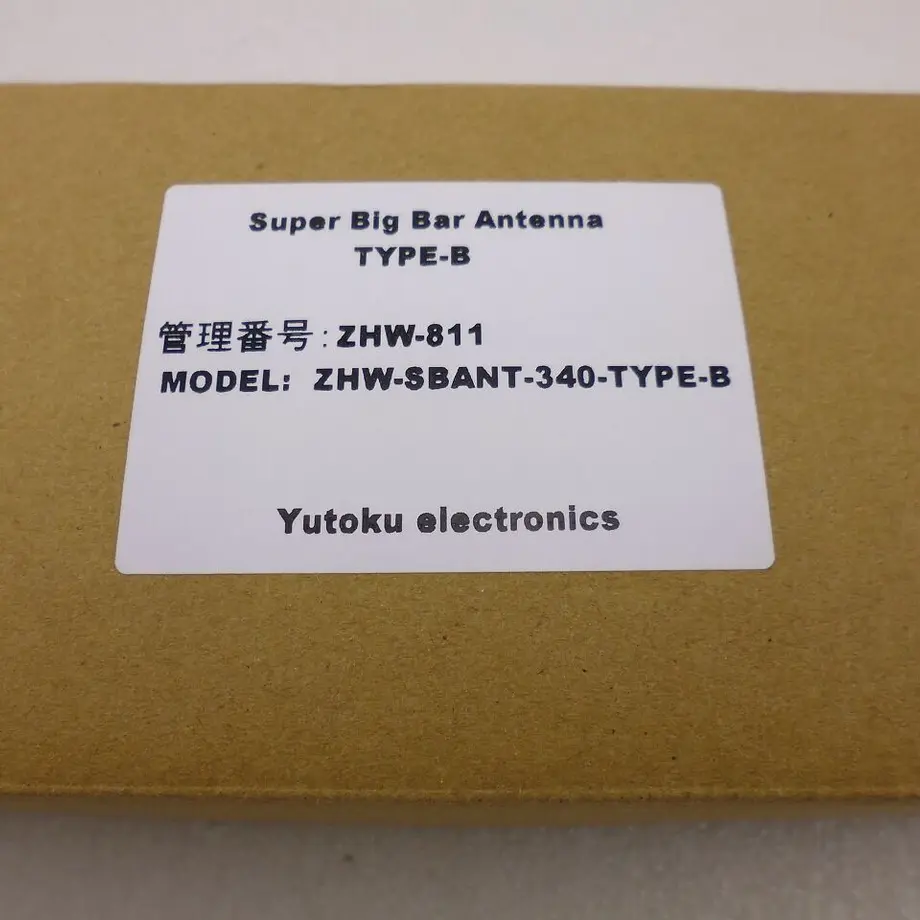 Super Big Bar Antenna
TYPE-B
管理番号:ZHW-811
MODEL: ZHW-SBANT-340-TYPE-B
Yutoku electronics